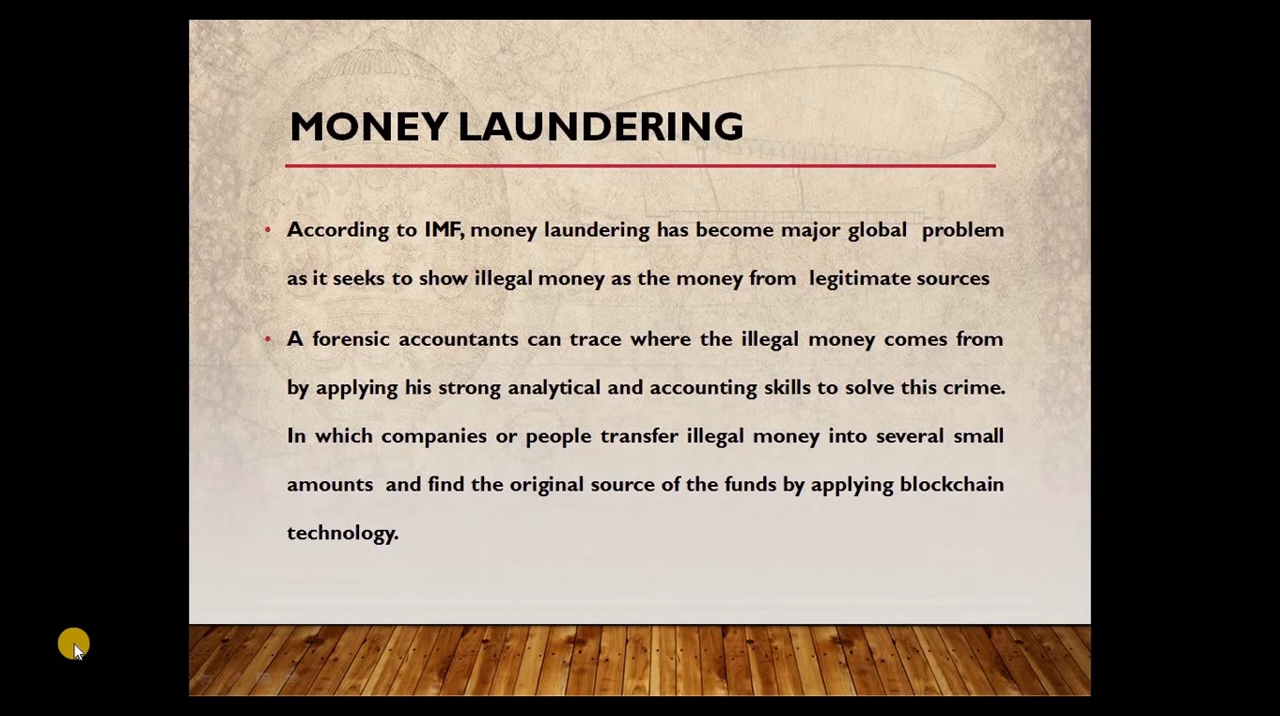 MONEY LAUNDERING
• According to IMF, money laundering has become major global problem
as it seeks to show illegal money as the money from legitimate sources
• A forensic accountants can trace where the illegal money comes from
by applying his strong analytical and accounting skills to solve this crime.
In which companies or people transfer illegal money into several small
amounts and find the original source of the funds by applying blockchain
technology.